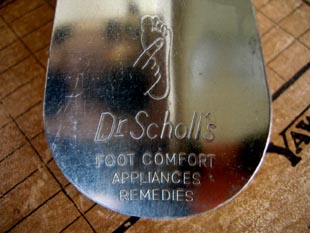 Dr Scholl's
FOOT COMFORT
APPLIANCES
REMEDIES